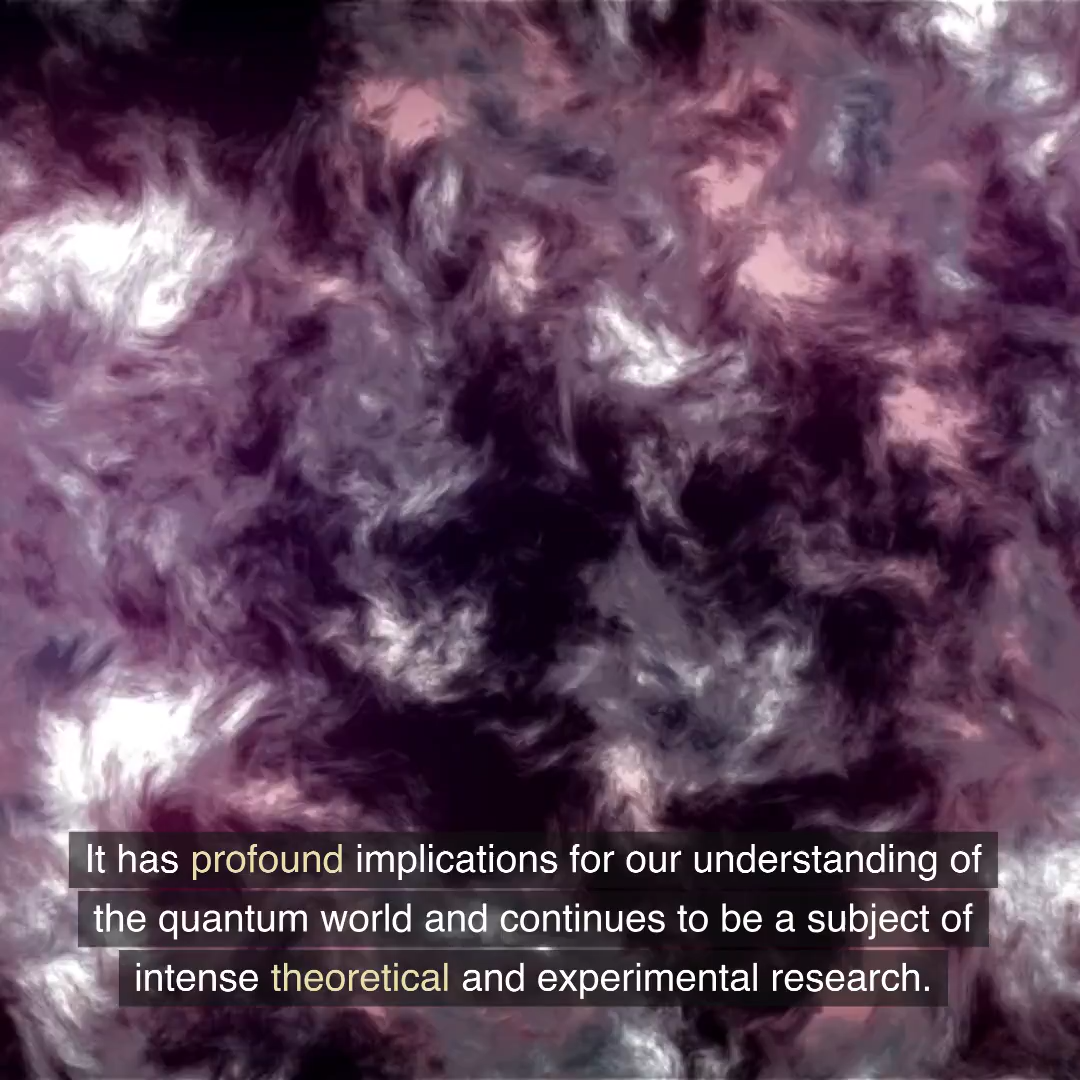 It has profound implications for our understanding of
the quantum world and continues to be a subject of
intense theoretical and experimental research.